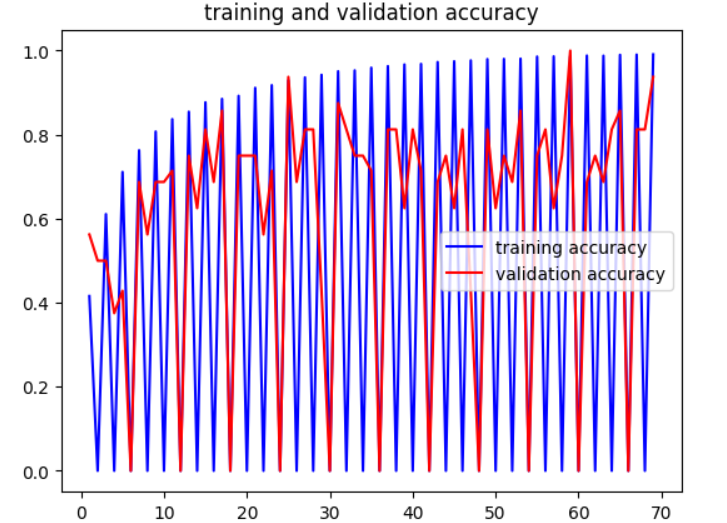 training and validation accuracy
1.0
0.8
0.6
0.4
0.2
0.0
training accuracy
validation accuracy
0 10 20 30 40 50 60 70